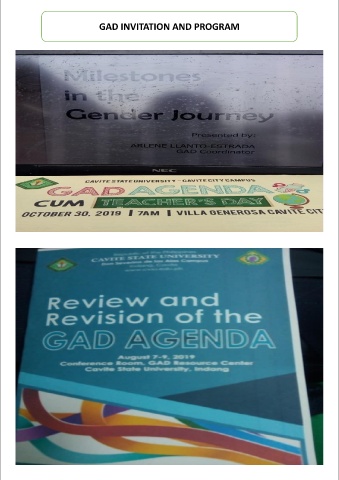 GAD INVITATION AND PROGRAM
Milestones
in the
Gender Journey
Presented by:
ARLENE LLANTO-ESTRADA
GAD Coordinator
NEC
CAVITE STATE UNIVERSITY - CAVITE CITY CAMPUS
GAD AGENDA
CUM TEACHER'S DAY
OCTOBER 30, 2019 | 7AM | VILLA GENEROSA CAVITE CIT
CAVITE STATE UNIVERSITY
Review and
Revision of the
GAD AGENDA
August 7-9, 2019
Conference Room, GAD Resource Center
Cavite State University, Indang